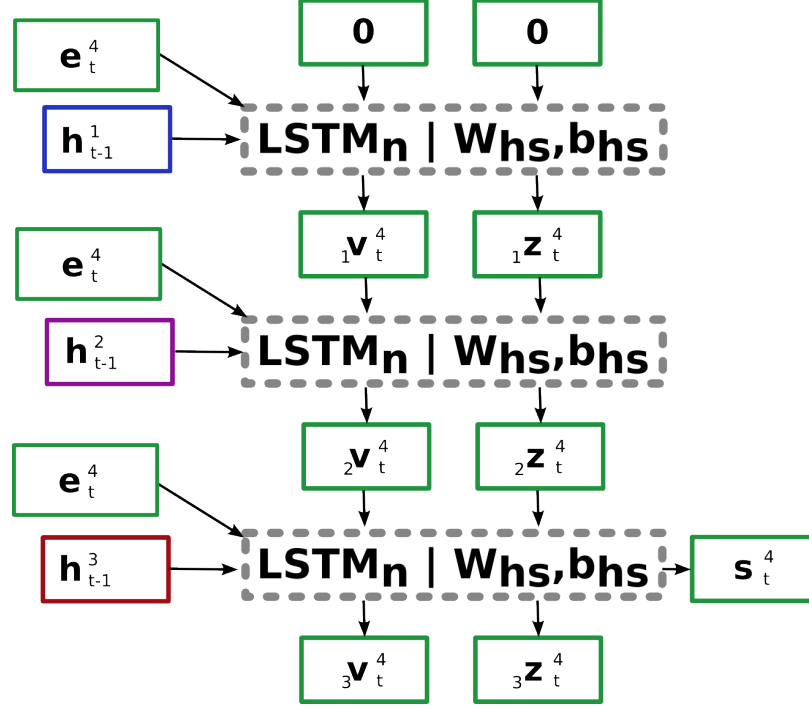 0 0
e 4 t
h 1 t-1
LSTMn | Whs,bhs
1v 4 t 1z 4 t
e 4 t
h 2 t-1
LSTMn | Whs,bhs
2v 4 t 2z 4 t
e 4 t
h 3 t-1
LSTMn | Whs,bhs
s 4 t
3v 4 t 3z 4 t